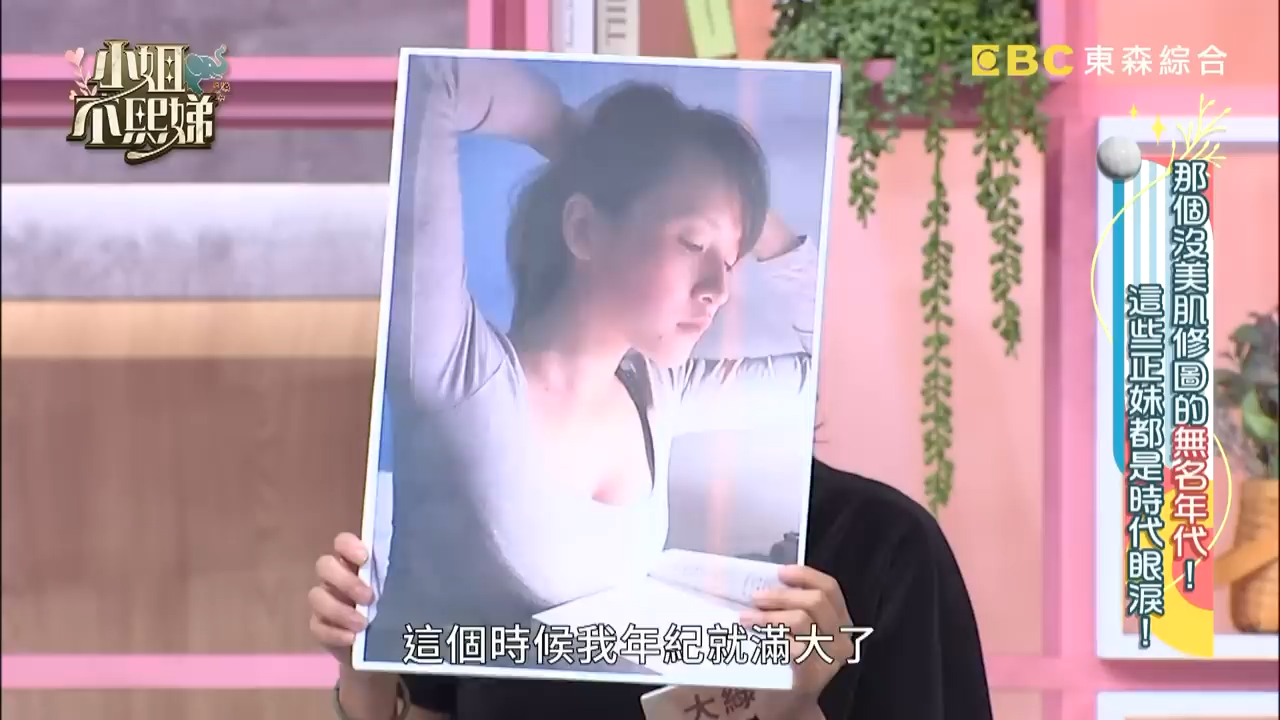 小姐
不熙娣
EBC 東森綜合
那個沒美肌修圖的無名年代！
這些正妹都是時代眼淚！
這個時候我年紀就滿大了
大綠